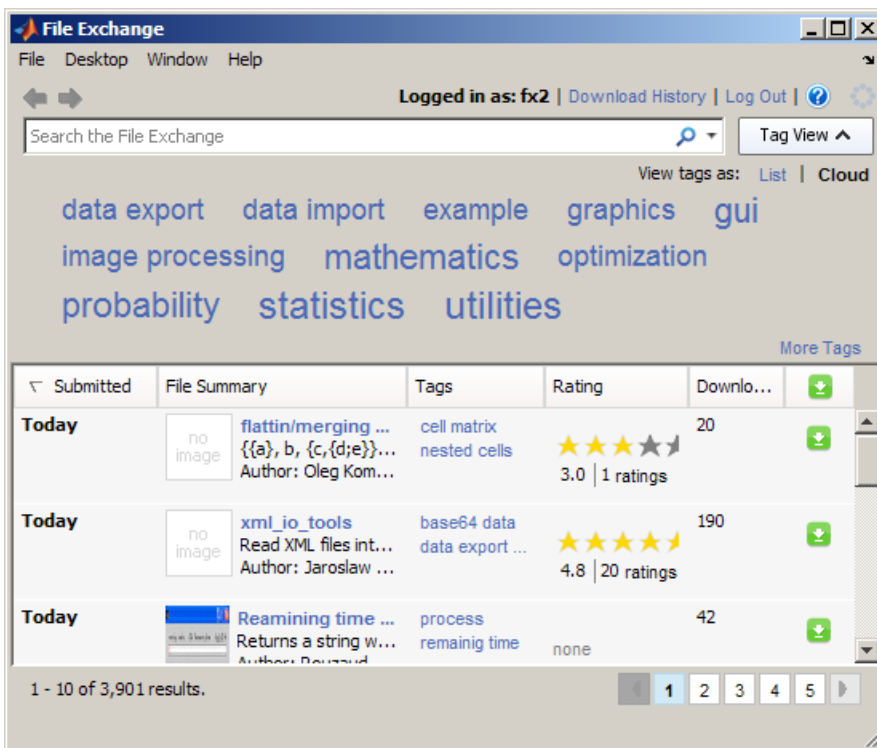 File Exchange
File Desktop Window Help
Logged in as: fx2 | Download History | Log Out |
Search the File Exchange
Tag View
View tags as: List | Cloud
data export data import example graphics gui
image processing mathematics optimization
probability statistics utilities
More Tags
Submitted File Summary Tags Rating Downlo...
Today no image flattin/merging ... cell matrix 20
{{a}, b, {c,{d;e}}... nested cells
Author: Oleg Kom... 3.0 | 1 ratings
Today no image xml_io_tools base64 data 190
Read XML files int... data export ...
Author: Jaroslaw ... 4.8 | 20 ratings
Today Reamining time ... process 42
Returns a string w... remainig time none
Author: Rouzaud
1 - 10 of 3,901 results. 1 2 3 4 5